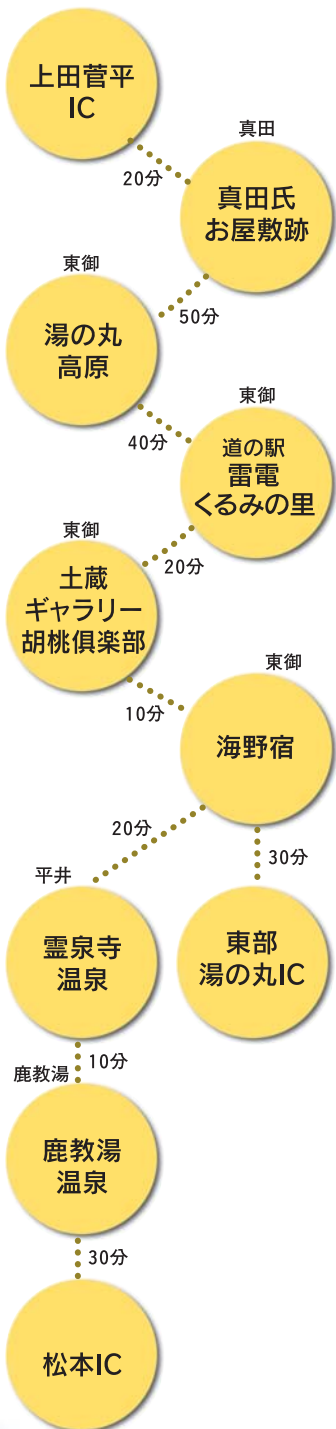 上田菅平
IC
20分
真田
真田氏
お屋敷跡
50分
東御
湯の丸
高原
40分
東御
道の駅
雷電
くるみの里
20分
東御
土蔵
ギャラリー
胡桃倶楽部
10分
東御
海野宿
20分
30分
平井
霊泉寺
温泉
東部
湯の丸IC
10分
鹿教湯
鹿教湯
温泉
30分
松本IC